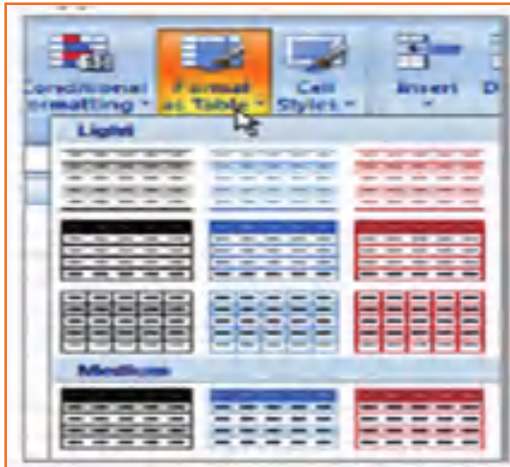 Conditional Format Cell Insert D
Formatting as Table Styles
Light
Medium